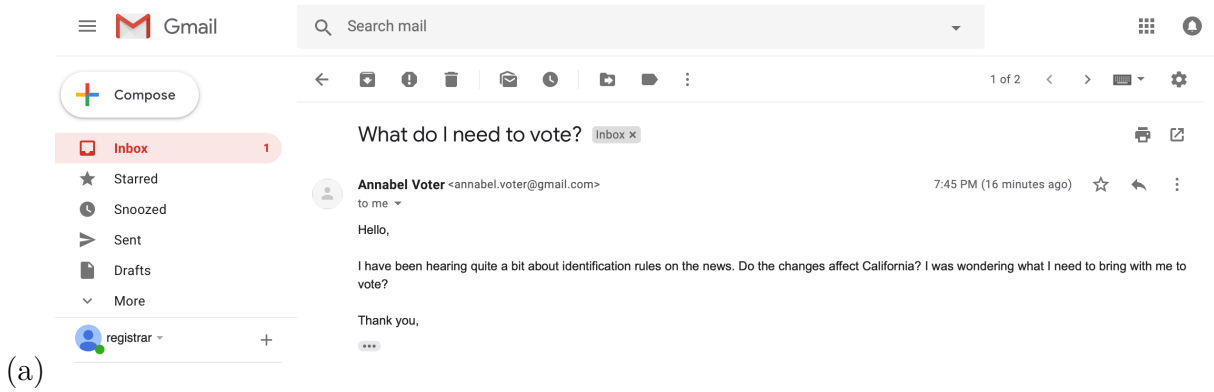 Gmail
Search mail
Compose
1 of 2
What do I need to vote? Inbox x
Inbox 1
Starred
Snoozed
Sent
Drafts
More
registrar
Annabel Voter <annabel.voter@gmail.com>
7:45 PM (16 minutes ago)
to me
Hello,
I have been hearing quite a bit about identification rules on the news. Do the changes affect California? I was wondering what I need to bring with me to
vote?
Thank you,
(a)